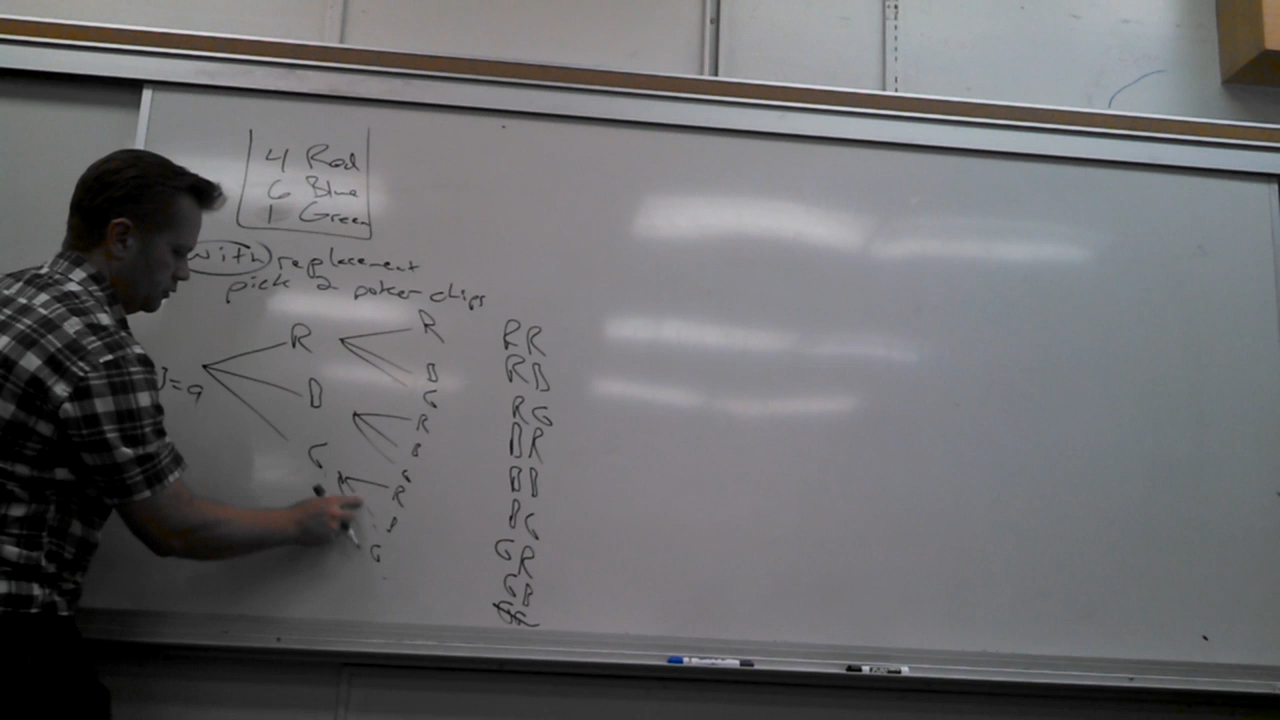 4 Red
6 Blue
1 Green
with replacement
pick 2 poker chips
R R
B
G
B R
B
G
G R
B
G
=9
RR
RB
RG
BR
BB
BG
GR
GB